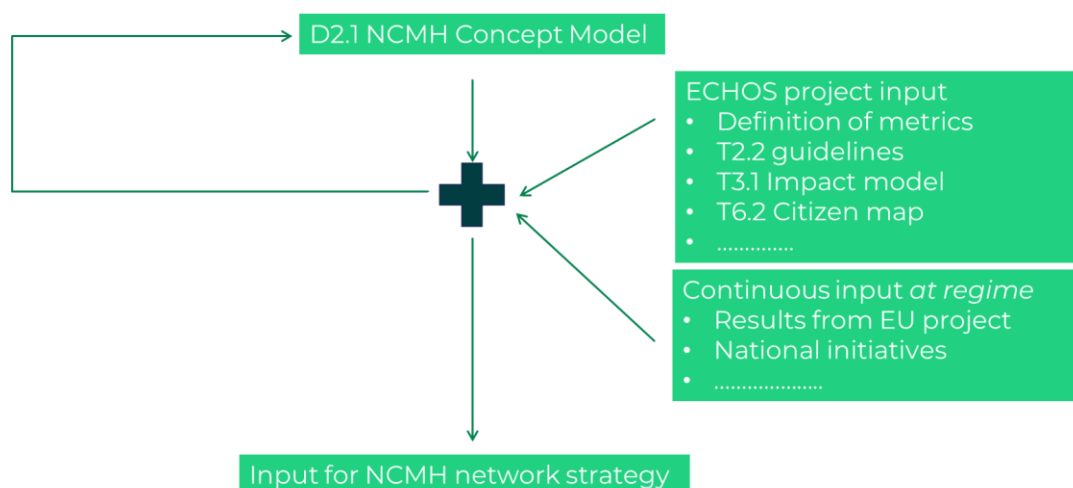 D2.1 NCMH Concept Model
ECHOS project input
• Definition of metrics
• T2.2 guidelines
• T3.1 Impact model
• T6.2 Citizen map
• ..............
Continuous input at regime
• Results from EU project
• National initiatives
• ....................
Input for NCMH network strategy